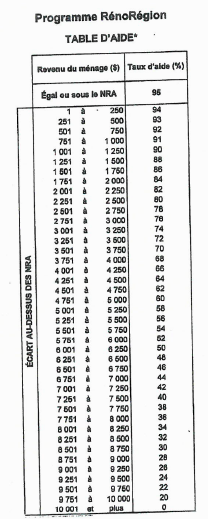 Programme RénoRégion
TABLE D'AIDE*
Revenu du ménage ($) Taux d'aide (%)
Égal ou sous le NRA 95
ÉCART AU-DESSUS DES NRA
1 à 250 94
251 à 500 93
501 à 750 92
751 à 1 000 91
1 001 à 1 250 90
1 251 à 1 500 88
1 501 à 1 750 86
1 751 à 2 000 84
2 001 à 2 250 82
2 251 à 2 500 80
2 501 à 2 750 78
2 751 à 3 000 76
3 001 à 3 250 74
3 251 à 3 500 72
3 501 à 3 750 70
3 751 à 4 000 68
4 001 à 4 250 66
4 251 à 4 500 64
4 501 à 4 750 62
4 751 à 5 000 60
5 001 à 5 250 58
5 251 à 5 500 56
5 501 à 5 750 54
5 751 à 6 000 52
6 001 à 6 250 50
6 251 à 6 500 48
6 501 à 6 750 46
6 751 à 7 000 44
7 001 à 7 250 42
7 251 à 7 500 40
7 501 à 7 750 38
7 751 à 8 000 36
8 001 à 8 250 34
8 251 à 8 500 32
8 501 à 8 750 30
8 751 à 9 000 28
9 001 à 9 250 26
9 251 à 9 500 24
9 501 à 9 750 22
9 751 à 10 000 20
10 001 et plus 0